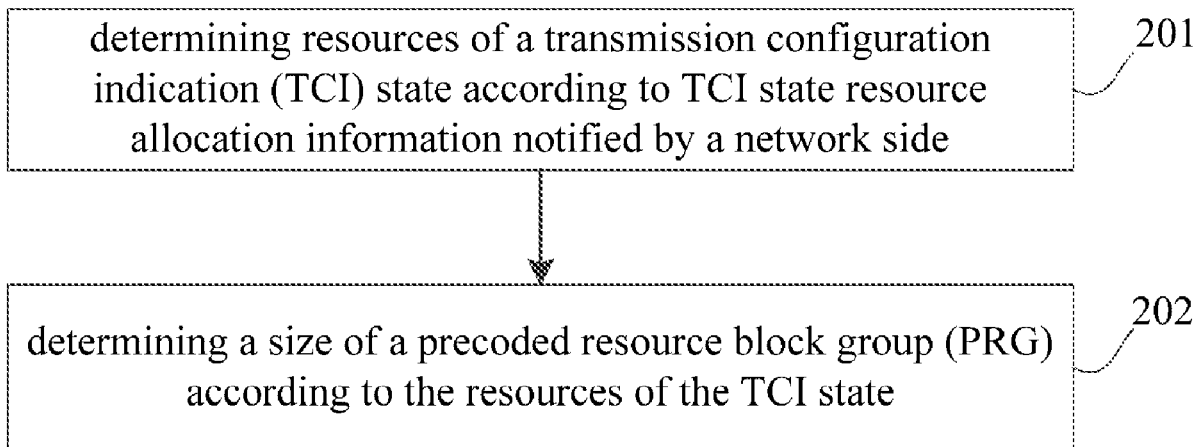 determining resources of a transmission configuration
201
indication (TCI) state according to TCI state resource
allocation information notified by a network side
202
determining a size of a precoded resource block group (PRG)
according to the resources of the TCI state